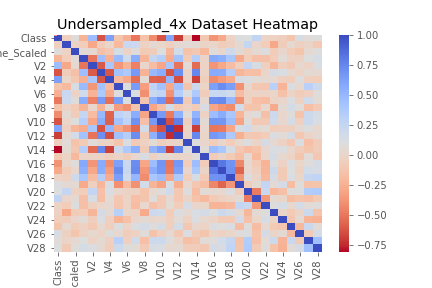 Undersampled_4x Dataset Heatmap
Class
ne_Scaled
V2
V4
V6
V8
V10
V12
V14
V16
V18
V20
V22
V24
V26
V28
Class
caled
V2
V4
V6
V8
V10
V12
V14
V16
V18
V20
V22
V24
V26
V28
1.00
0.75
0.50
0.25
0.00
−0.25
−0.50
−0.75